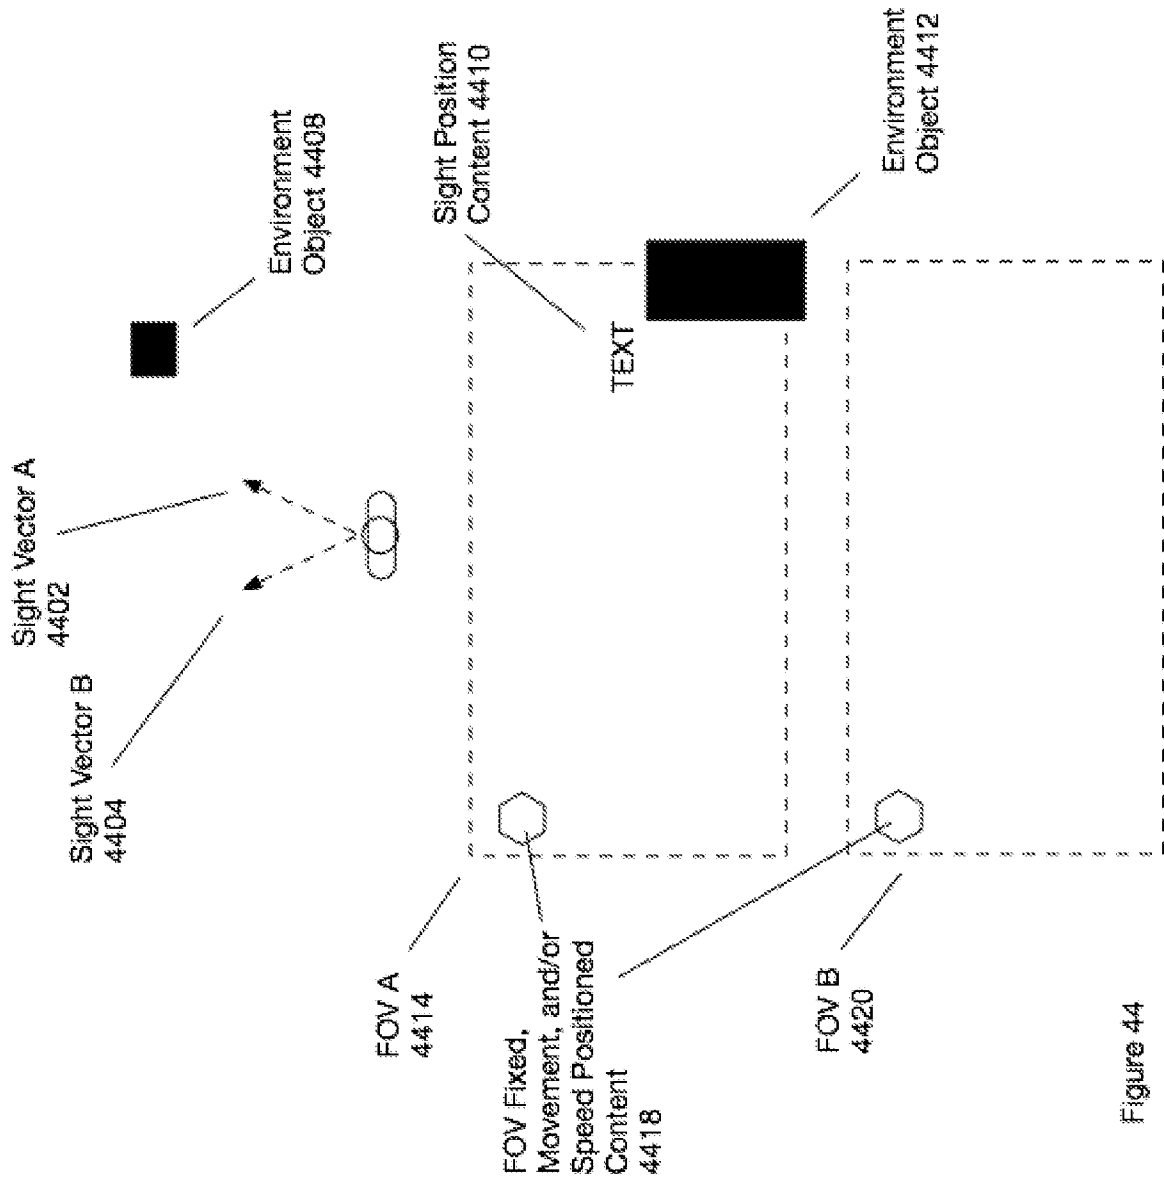 Sight Vector A
4402
Sight Vector B
4404
Environment
Object 4408
FOV A
4414
Sight Position
Content 4410
TEXT
FOV Fixed,
Movement, and/or
Speed Positioned
Content
4418
Environment
Object 4412
FOV B
4420
Figure 44